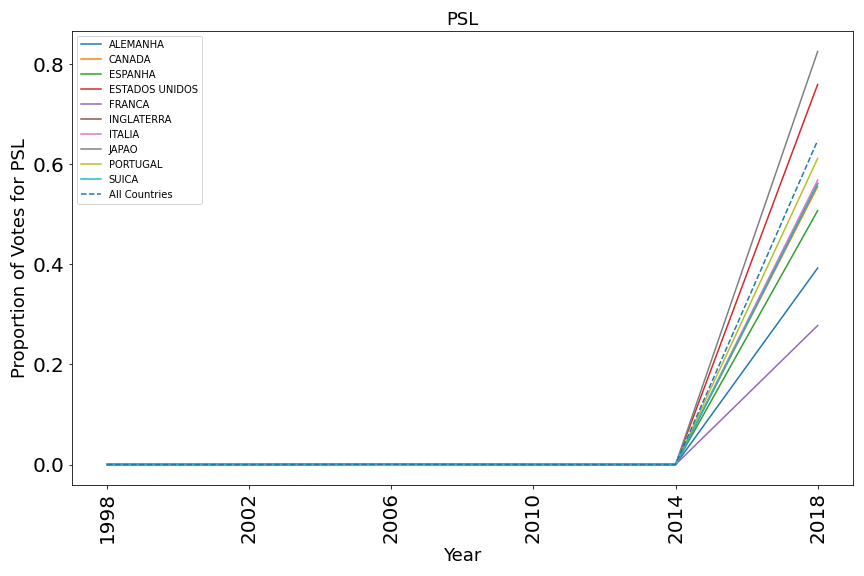 PSL
ALEMANHA
CANADA
ESPANHA
ESTADOS UNIDOS
FRANCA
INGLATERRA
ITALIA
JAPAO
PORTUGAL
SUICA
All Countries
Proportion of Votes for PSL
0.8
0.6
0.4
0.2
0.0
1998
2002
2006
2010
2014
2018
Year